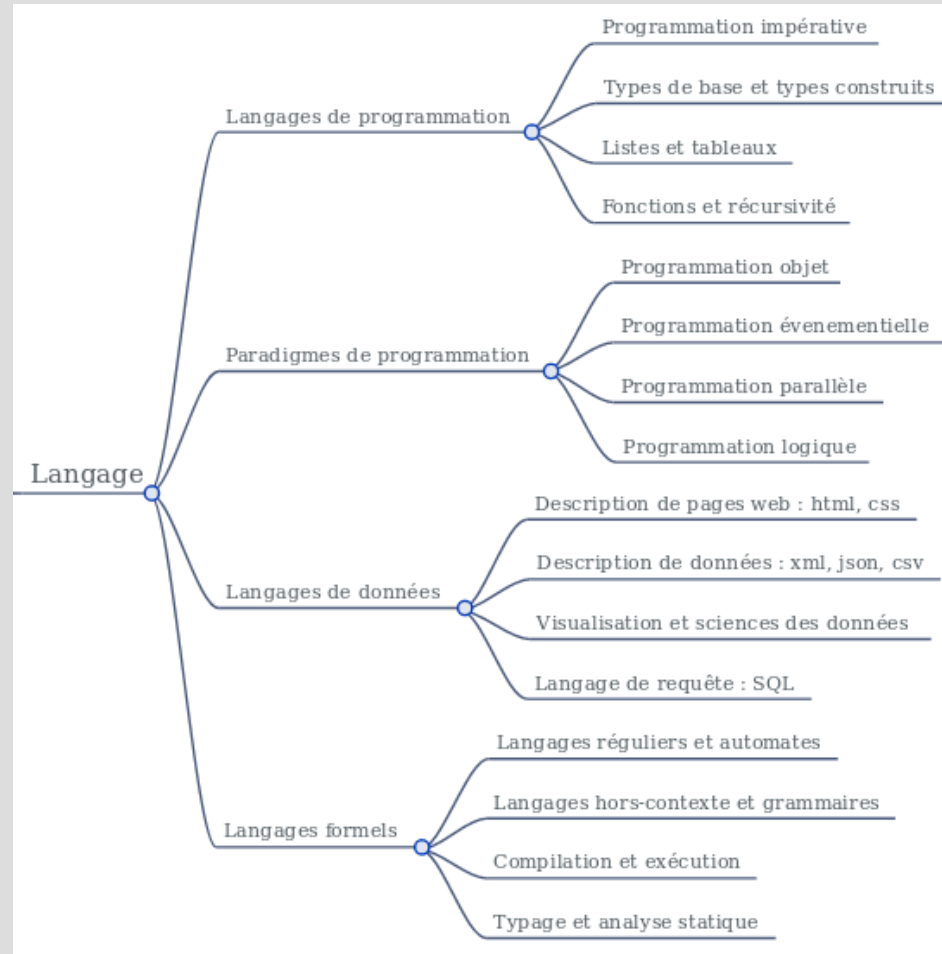 Langage
Langages de programmation
Programmation impérative
Types de base et types construits
Listes et tableaux
Fonctions et récursivité
Paradigmes de programmation
Programmation objet
Programmation évenementielle
Programmation parallèle
Programmation logique
Langages de données
Description de pages web : html, css
Description de données : xml, json, csv
Visualisation et sciences des données
Langage de requête : SQL
Langages formels
Langages réguliers et automates
Langages hors-contexte et grammaires
Compilation et exécution
Typage et analyse statique